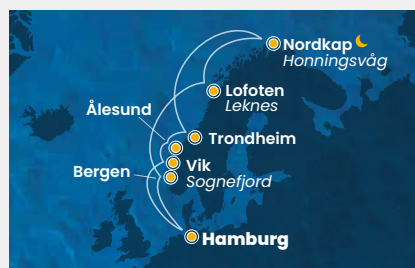 Nordkap
Honningsvåg
Lofoten
Leknes
Ålesund
Trondheim
Bergen
Vik
Sognefjord
Hamburg